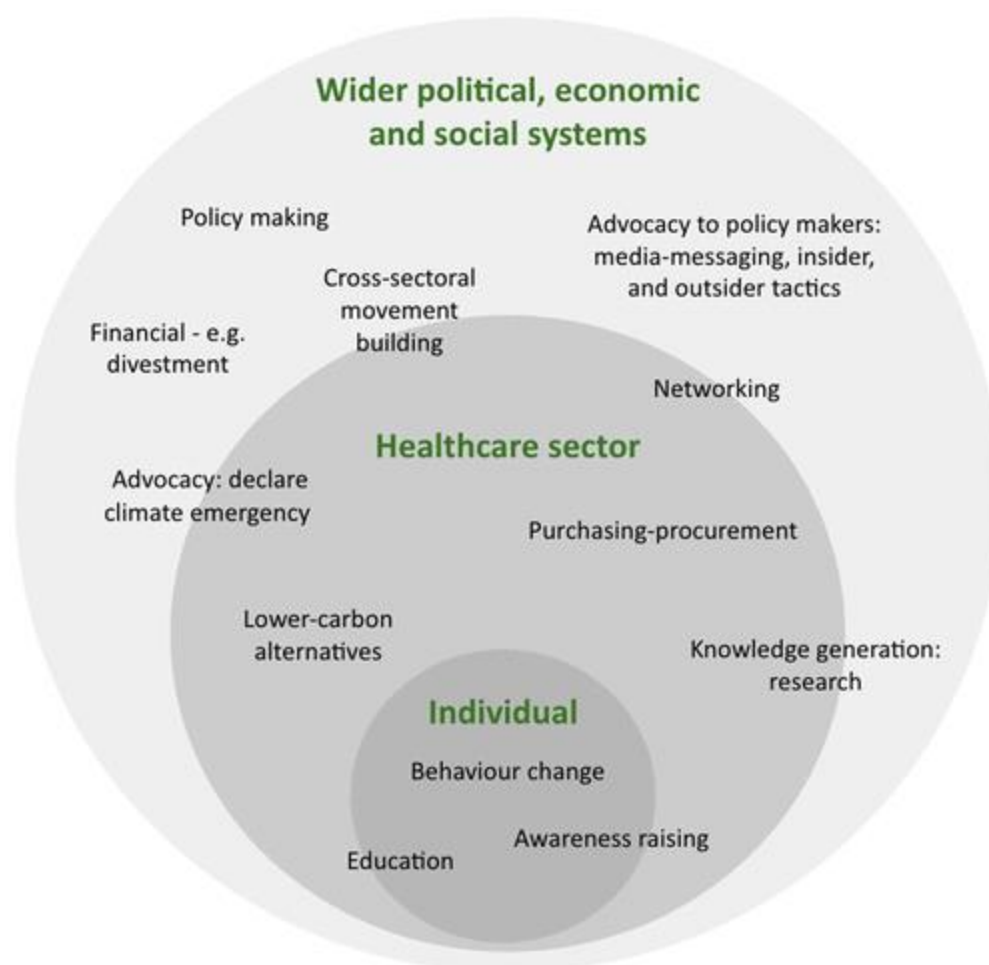 Wider political, economic
and social systems
Policy making
Advocacy to policy makers:
media-messaging, insider,
and outsider tactics
Cross-sectoral
movement
building
Financial - e.g.
divestment
Networking
Healthcare sector
Advocacy: declare
climate emergency
Purchasing-procurement
Lower-carbon
alternatives
Knowledge generation:
research
Individual
Behaviour change
Awareness raising
Education